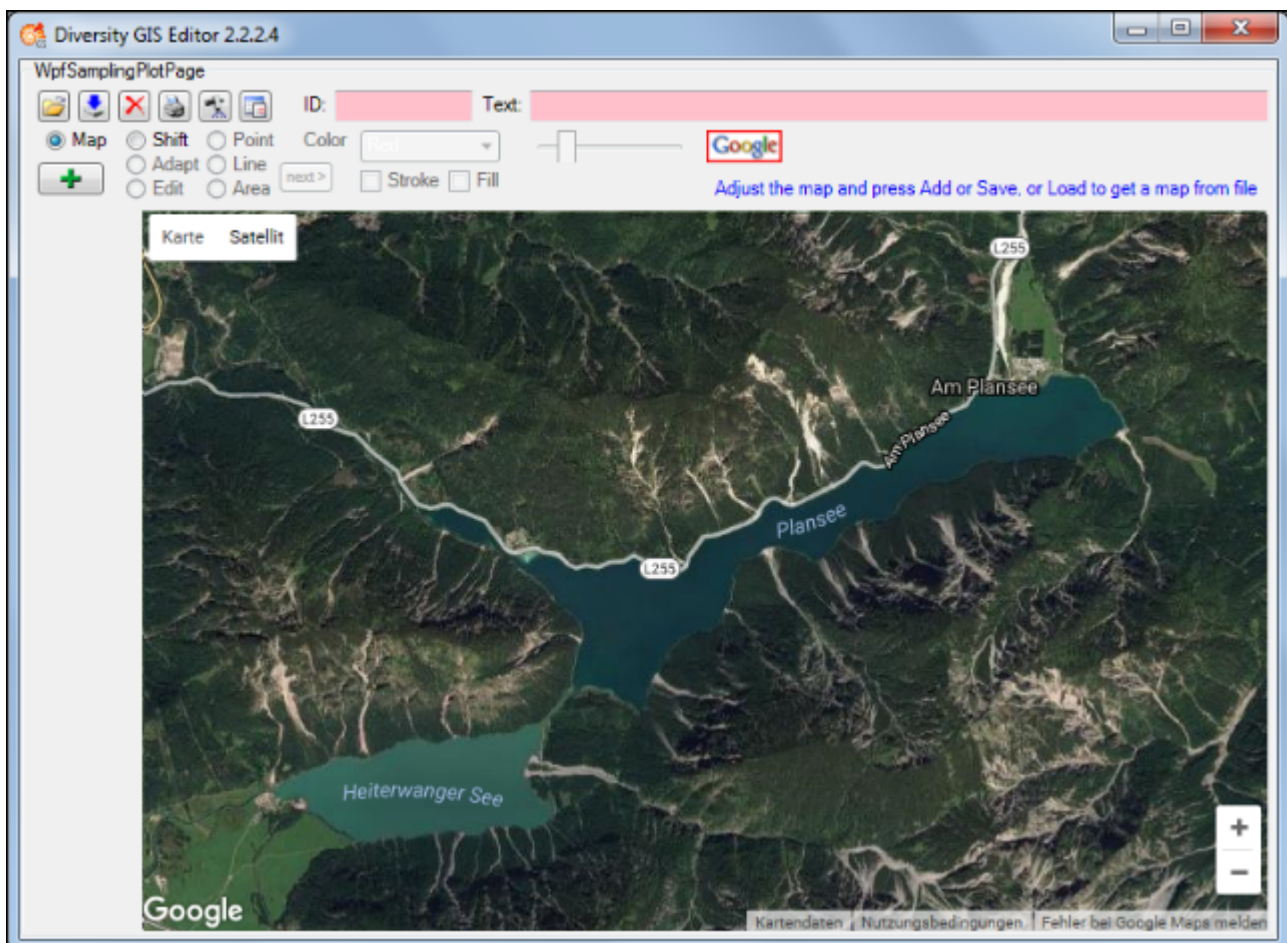 Diversity GIS Editor 2.2.2.4
WpfSamplingPlotPage
ID: Text:
Map Shift Point Color Red Google
Adapt Line
next > Stroke Fill
Edit Area
Adjust the map and press Add or Save, or Load to get a map from file
Karte Satellit
L255
Am Plansee
L255
Am Plansee
Plansee
L255
Heiterwanger See
+
−
Google
Kartendaten Nutzungsbedingungen Fehler bei Google Maps melden